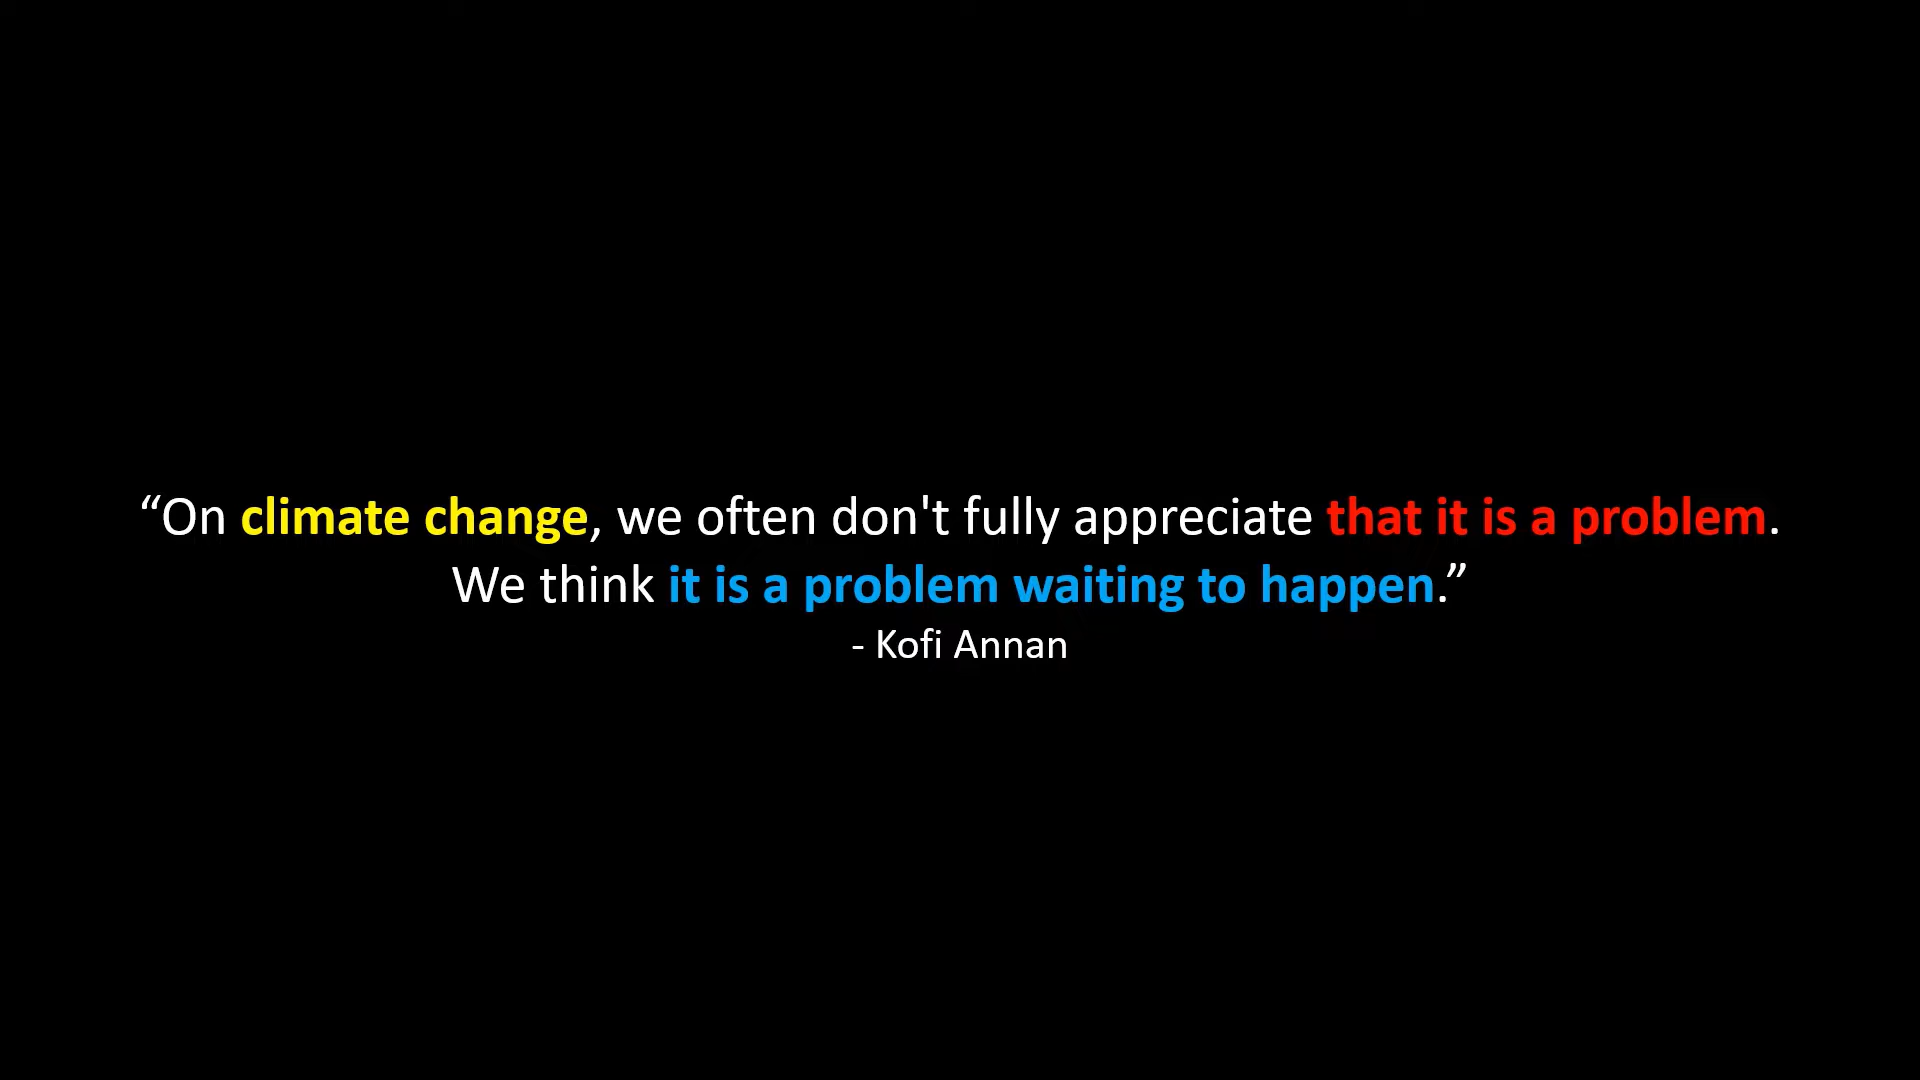 “On climate change, we often don't fully appreciate that it is a problem.
We think it is a problem waiting to happen.”
- Kofi Annan